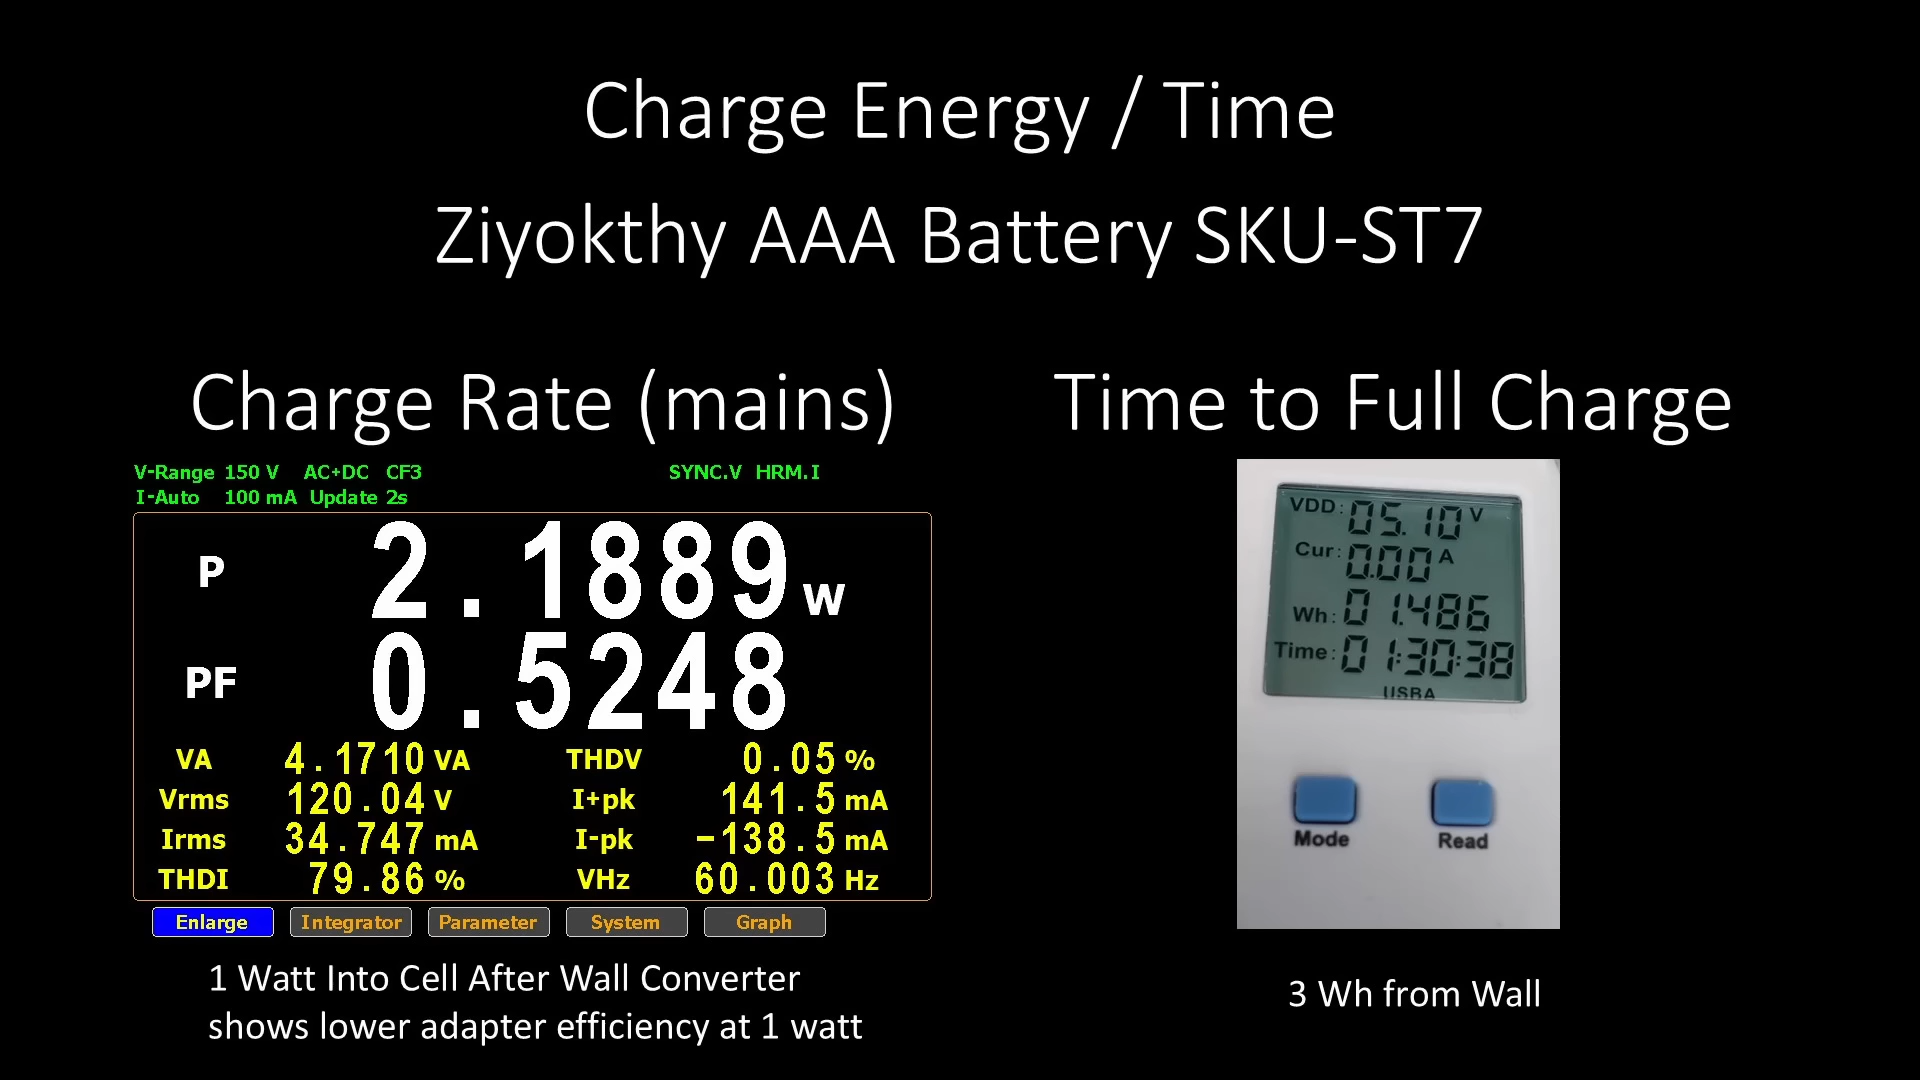 Charge Energy / Time
Ziyokthy AAA Battery SKU-ST7
Charge Rate (mains)
V-Range 150 V AC+DC CF3 SYNC.V HRM.I
I-Auto 100 mA Update 2s
P 2.1889 W
PF 0.5248
VA 4.1710 VA THDV 0.05 %
Vrms 120.04 V I+pk 141.5 mA
Irms 34.747 mA I-pk -138.5 mA
THDI 79.86 % VHz 60.003 Hz
Enlarge Integrator Parameter System Graph
1 Watt Into Cell After Wall Converter
shows lower adapter efficiency at 1 watt
Time to Full Charge
VDD: 05.10 V
Cur: 0.00 A
Wh: 01.486
Time: 01:30:38
USBA
Mode Read
3 Wh from Wall